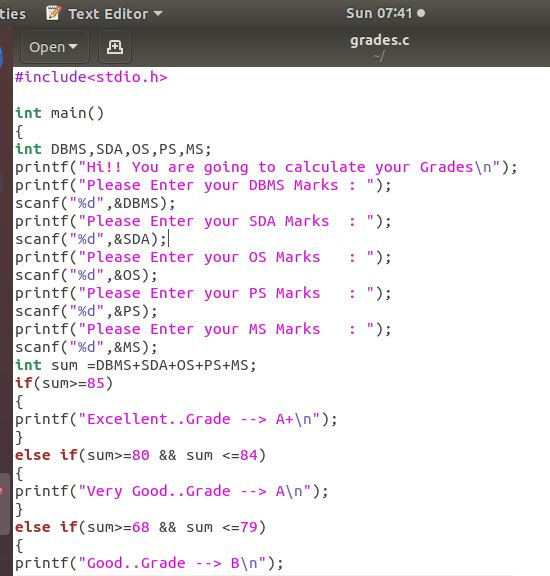 ties Text Editor Sun 07:41
Open grades.c
~/
#include<stdio.h>
int main()
{
int DBMS,SDA,OS,PS,MS;
printf("Hi!! You are going to calculate your Grades\n");
printf("Please Enter your DBMS Marks : ");
scanf("%d",&DBMS);
printf("Please Enter your SDA Marks  : ");
scanf("%d",&SDA);
printf("Please Enter your OS Marks   : ");
scanf("%d",&OS);
printf("Please Enter your PS Marks   : ");
scanf("%d",&PS);
printf("Please Enter your MS Marks   : ");
scanf("%d",&MS);
int sum =DBMS+SDA+OS+PS+MS;
if(sum>=85)
{
printf("Excellent..Grade --> A+\n");
}
else if(sum>=80 && sum <=84)
{
printf("Very Good..Grade --> A\n");
}
else if(sum>=68 && sum <=79)
{
printf("Good..Grade --> B\n");